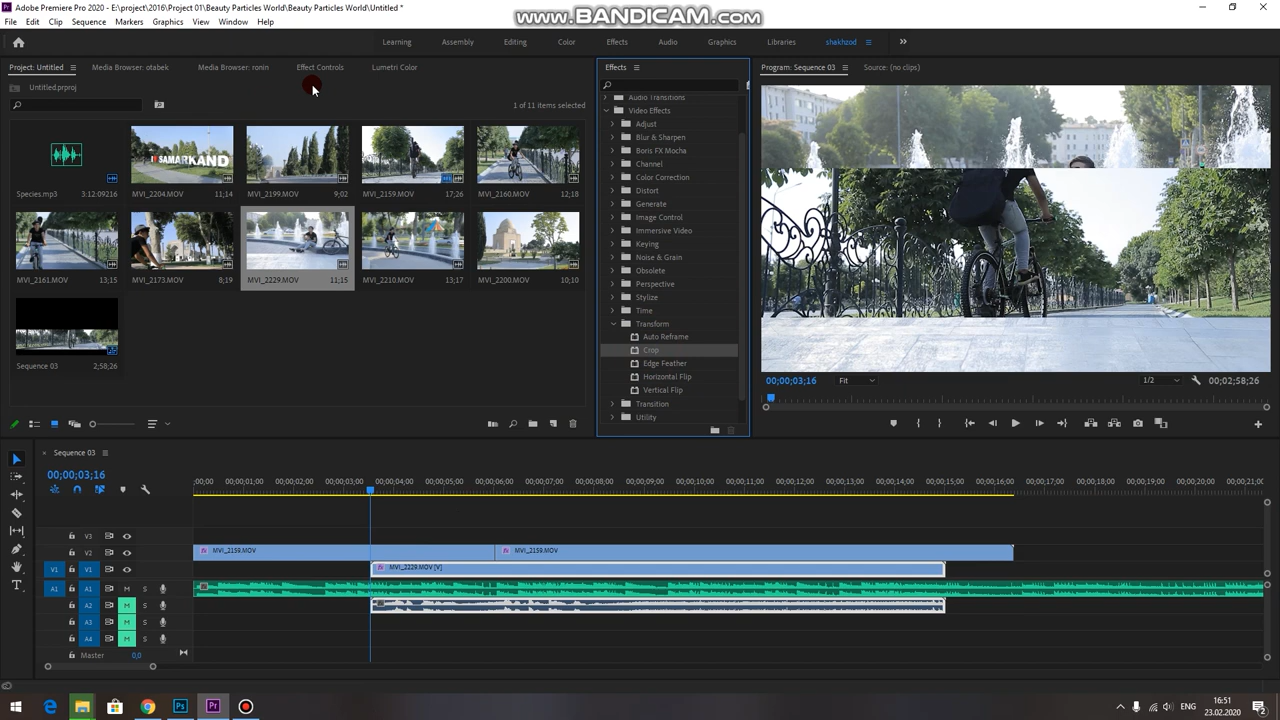 Adobe Premiere Pro 2020 - E:\project\2016\Project 01\Beauty Particles World\Beauty Particles World\Untitled *
www.BANDICAM.com
File Edit Clip Sequence Markers Graphics View Window Help
Learning Assembly Editing Color Effects Audio Graphics Libraries shakhzod
Project: Untitled Media Browser: otabek Media Browser: ronin Effect Controls Lumetri Color
Untitled.prproj
1 of 11 items selected
I SAMARKAND
Species.mp3 3:12:09216 MVI_2204.MOV 11;14 MVI_2199.MOV 9;02 MVI_2159.MOV 17;26 MVI_2160.MOV 12;18
MVI_2161.MOV 13;15 MVI_2173.MOV 8;19 MVI_2229.MOV 11;15 MVI_2210.MOV 13;17 MVI_2200.MOV 10;10
Sequence 03 2;58;26
Effects
Audio Transitions
Video Effects
Adjust
Blur & Sharpen
Boris FX Mocha
Channel
Color Correction
Distort
Generate
Image Control
Immersive Video
Keying
Noise & Grain
Obsolete
Perspective
Stylize
Time
Transform
Auto Reframe
Crop
Edge Feather
Horizontal Flip
Vertical Flip
Transition
Utility
Program: Sequence 03 Source: (no clips)
00;00;03;16 Fit 1/2 00;02;58;26
Sequence 03
00;00;03;16
;00;00 00;00;01;00 00;00;02;00 00;00;03;00 00;00;04;00 00;00;05;00 00;00;06;00 00;00;07;00 00;00;08;00 00;00;09;00 00;00;10;00 00;00;11;00 00;00;12;00 00;00;13;00 00;00;14;00 00;00;15;00 00;00;16;00 00;00;17;00 00;00;18;00 00;00;19;00 00;00;20;00 00;00;21;00
V3
V2 fx MVI_2159.MOV fx MVI_2159.MOV
V1 V1 fx MVI_2229.MOV [V]
A1 A1 M S
A2 M S
A3 M S
A4 M S
Master 0,0
Ps Pr
ENG 16:51
23.02.2020 2